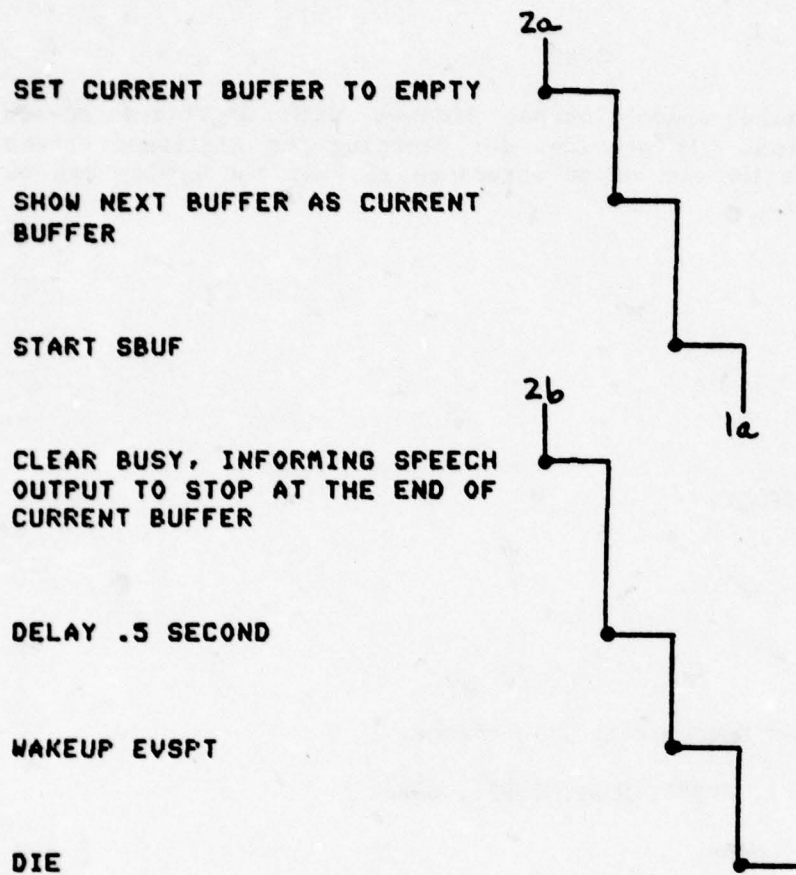 2a
SET CURRENT BUFFER TO EMPTY
SHOW NEXT BUFFER AS CURRENT
BUFFER
START SBUF
1a
2b
CLEAR BUSY, INFORMING SPEECH
OUTPUT TO STOP AT THE END OF
CURRENT BUFFER
DELAY .5 SECOND
WAKEUP EVSPT
DIE